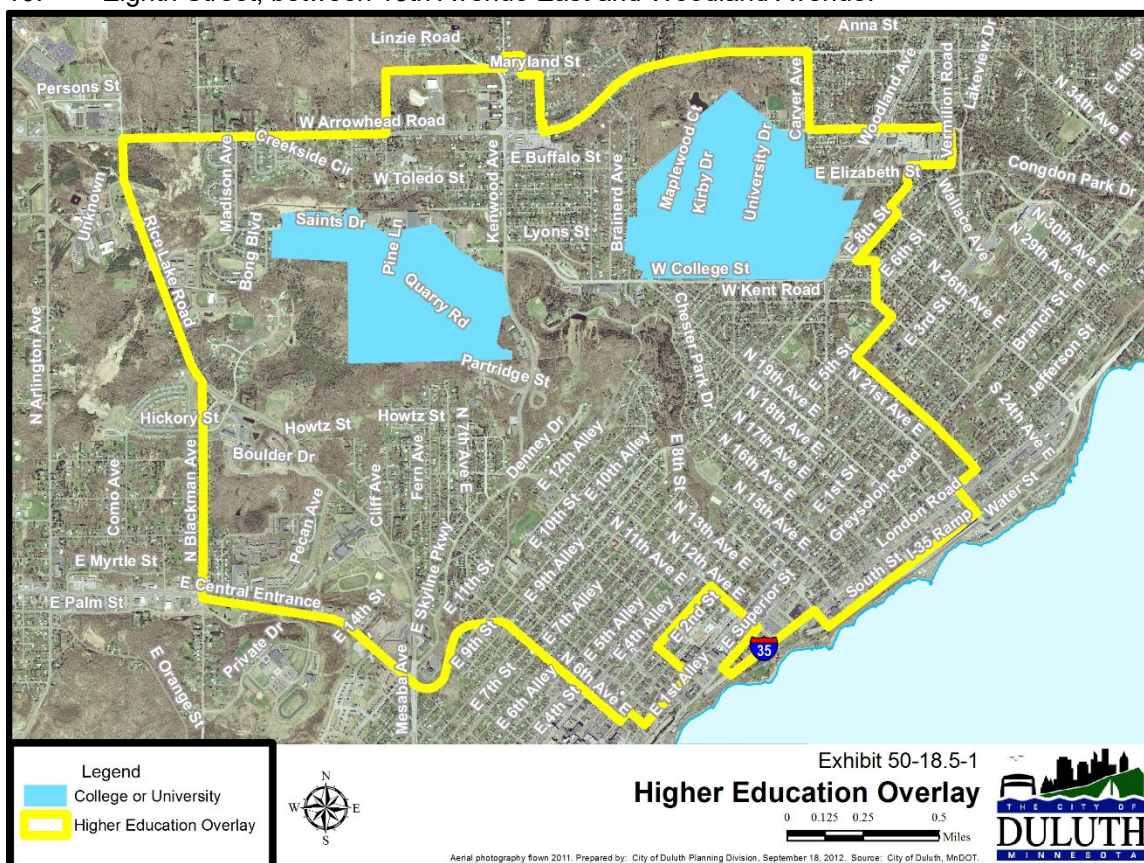 Eighth Street, between Avenue East and Woodland Avenue.
Anna St
Linzie Road
Maryland St
Persons St
W Arrowhead Road
Creekside Cir
E Buffalo St
W Toledo St
Madison Ave
Unknown
Rice Lake Road
Bong Blvd
Saints Dr
Pine Ln
Quarry Rd
Kenwood Ave
Lyons St
Brainerd Ave
Maplewood Ct
Kirby Dr
University Dr
Carver Ave
Woodland Ave
Vermilion Road
Lakeview Dr
N 34th Ave E
E 4th St
E Elizabeth St
Congdon Park Dr
Wallace Ave
N 30th Ave E
N 29th Ave E
E 8th St
E 6th St
N 26th Ave E
E 3rd St
Branch St
Jefferson St
S 24th Ave E
W College St
W Kent Road
Chester Park Dr
N 19th Ave E
N 18th Ave E
N 17th Ave E
N 16th Ave E
N 15th Ave E
E 5th St
N 21st Ave E
E 1st St
Greysolon Road
London Road
Water St
I-35 Ramp
South St
N Arlington Ave
Partridge St
Hickory St
Howtz St
Howtz St
Boulder Dr
N 7th Ave E
Denney Dr
E 12th Alley
E 10th Alley
E 8th St
Como Ave
N Blackman Ave
Pecan Ave
Cliff Ave
Fern Ave
E Skyline Pkwy
E 11th St
E 10th St
E 9th Alley
N 13th Ave E
N 12th Ave E
N 11th Ave E
E Myrtle St
E Palm St
E Central Entrance
E 14th St
Private Dr
E Orange St
Mesaba Ave
E 9th St
E 7th St
E 7th Alley
E 6th Alley
E 5th Alley
E 4th Alley
E 4th St
N 6th Ave E
E 2nd St
E Superior St
E 1st Alley
35
Legend
College or University
Higher Education Overlay
N
W E
S
Exhibit 50-18.5-1
Higher Education Overlay
0 0.125 0.25 0.5
Miles
THE CITY OF
DULUTH
MINNESOTA
Aerial photography flown 2011. Prepared by: City of Duluth Planning Division, September 18, 2012. Source: City of Duluth, MnDOT.